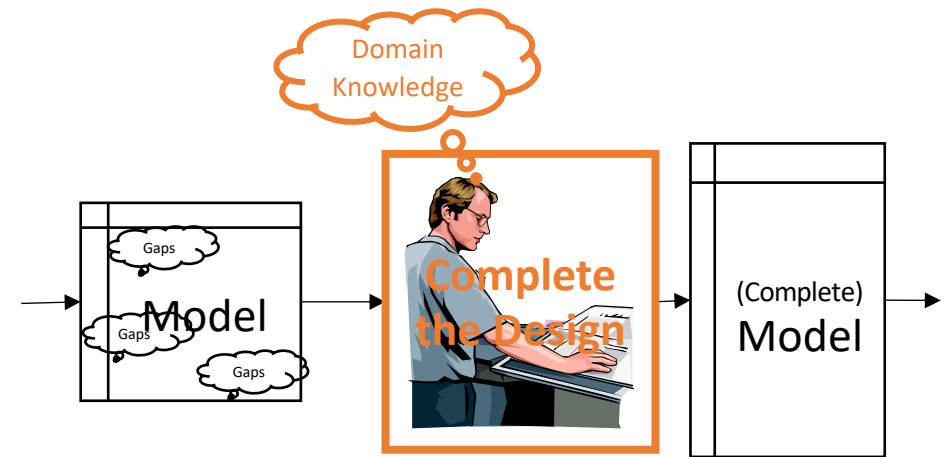 Domain
Knowledge
Gaps
Model
Gaps
Gaps
Complete
the Design
(Complete)
Model